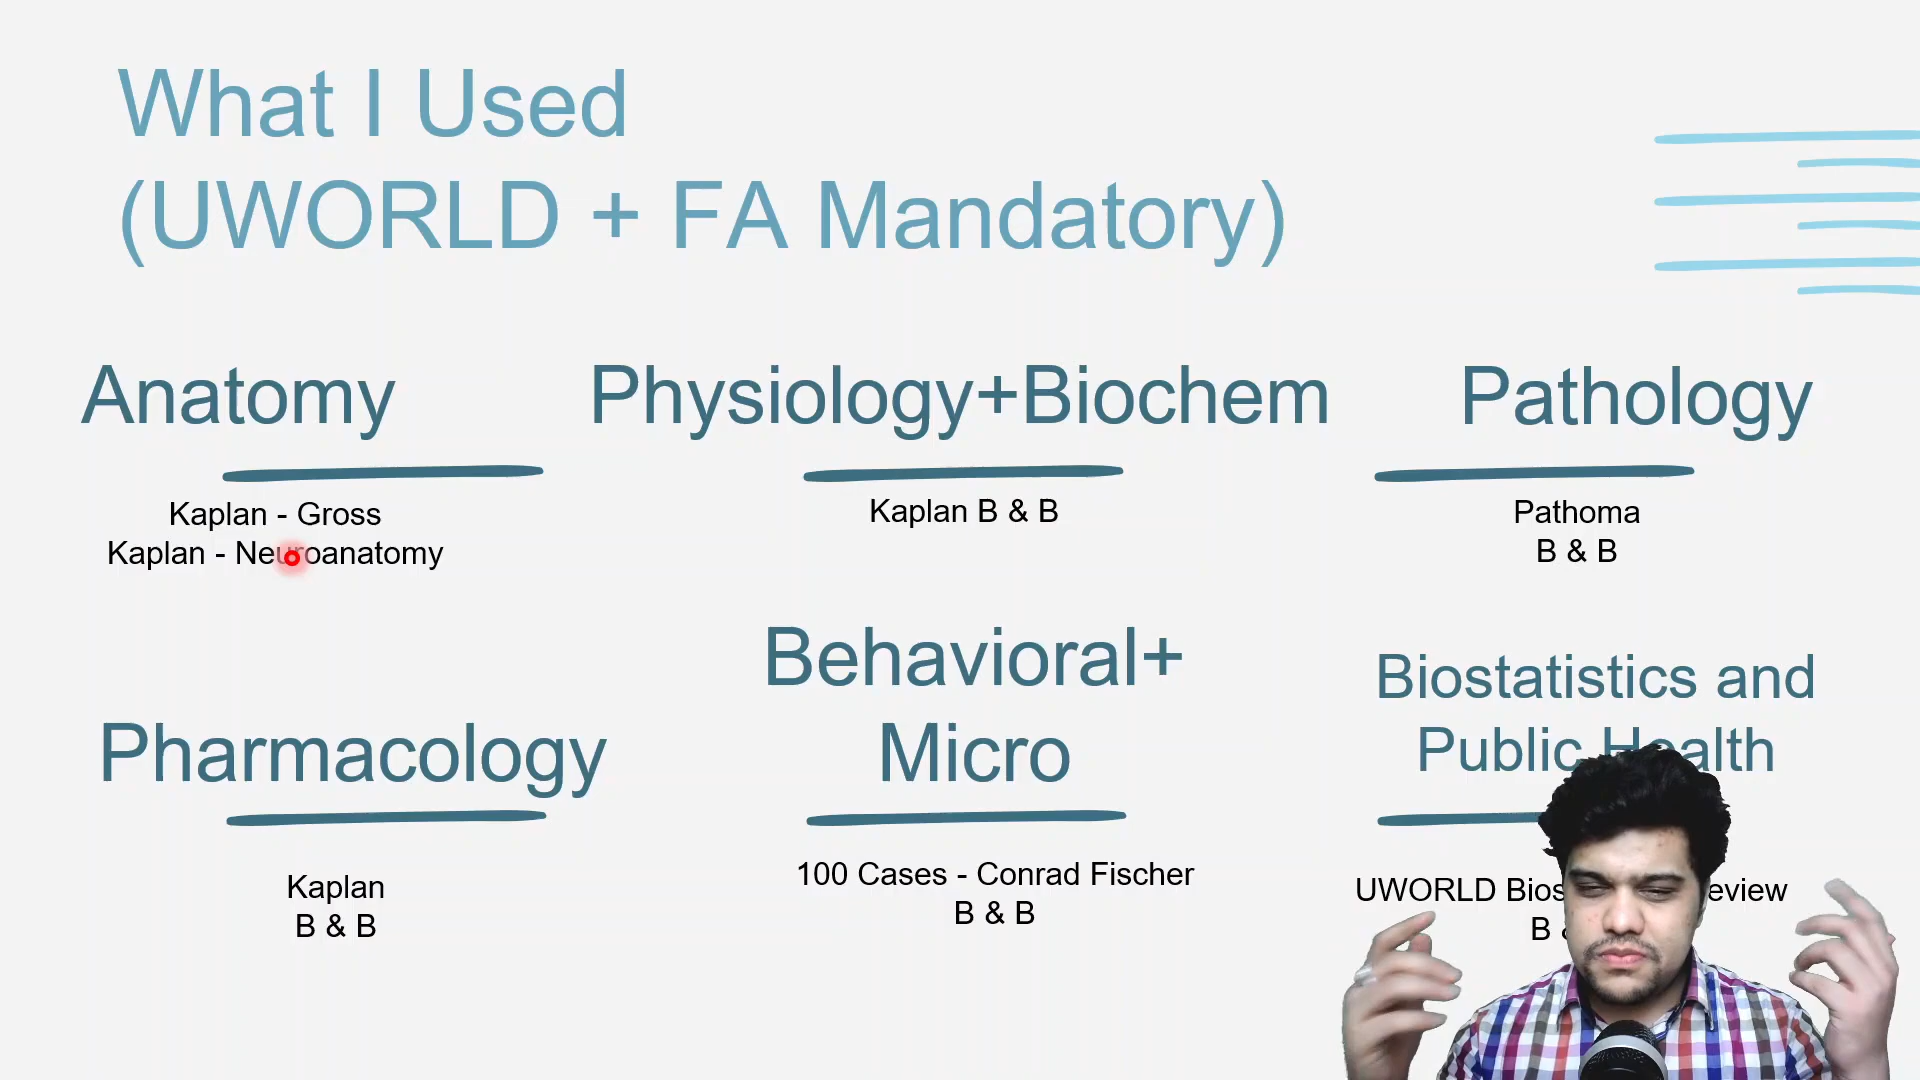 What I Used
(UWORLD + FA Mandatory)
Anatomy
Kaplan - Gross
Kaplan - Neuroanatomy
Physiology+Biochem
Kaplan B & B
Pathology
Pathoma
B & B
Pharmacology
Kaplan
B & B
Behavioral+
Micro
100 Cases - Conrad Fischer
B & B
Biostatistics and
Public Health
UWORLD
B